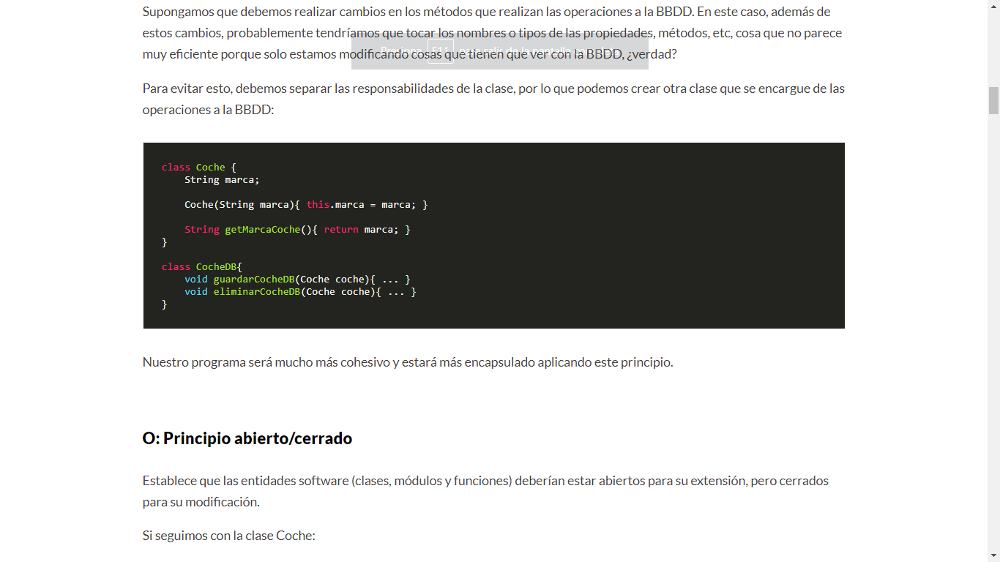 Supongamos que debemos realizar cambios en los métodos que realizan las operaciones a la BBDD. En este caso, además de
estos cambios, probablemente tendríamos que tocar los nombres o tipos de las propiedades, métodos, etc, cosa que no parece
muy eficiente porque solo estamos modificando cosas que tienen que ver con la BBDD, ¿verdad?
Presiona F11 para salir de la pantalla
Para evitar esto, debemos separar las responsabilidades de la clase, por lo que podemos crear otra clase que se encargue de las
operaciones a la BBDD:
class Coche {
    String marca;
    Coche(String marca){ this.marca = marca; }
    String getMarcaCoche(){ return marca; }
}
class CocheDB{
    void guardarCocheDB(Coche coche){ ... }
    void eliminarCocheDB(Coche coche){ ... }
}
Nuestro programa será mucho más cohesivo y estará más encapsulado aplicando este principio.
O: Principio abierto/cerrado
Establece que las entidades software (clases, módulos y funciones) deberían estar abiertos para su extensión, pero cerrados
para su modificación.
Si seguimos con la clase Coche: